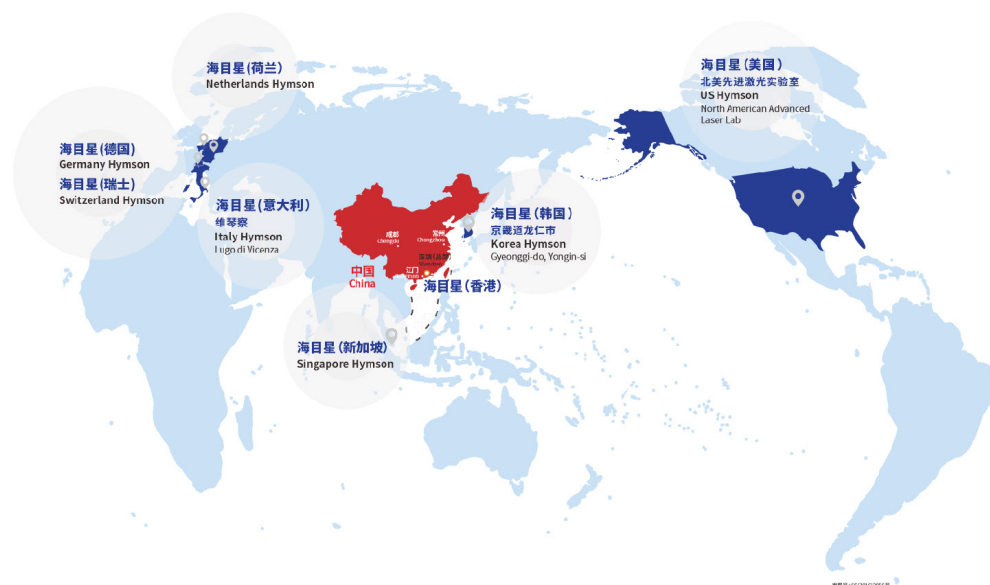 海目星(荷兰)
Netherlands Hymson
海目星(德国)
Germany Hymson
海目星(瑞士)
Switzerland Hymson
海目星(意大利)
维琴察
Italy Hymson
Lugo di Vicenza
成都
Chengdu
常州
Changzhou
江门
中国
China
海目星(香港)
海目星(韩国)
京畿道龙仁市
Korea Hymson
Gyeonggi-do, Yongin-si
海目星(新加坡)
Singapore Hymson
海目星(美国)
北美先进激光实验室
US Hymson
North American Advanced
Laser Lab